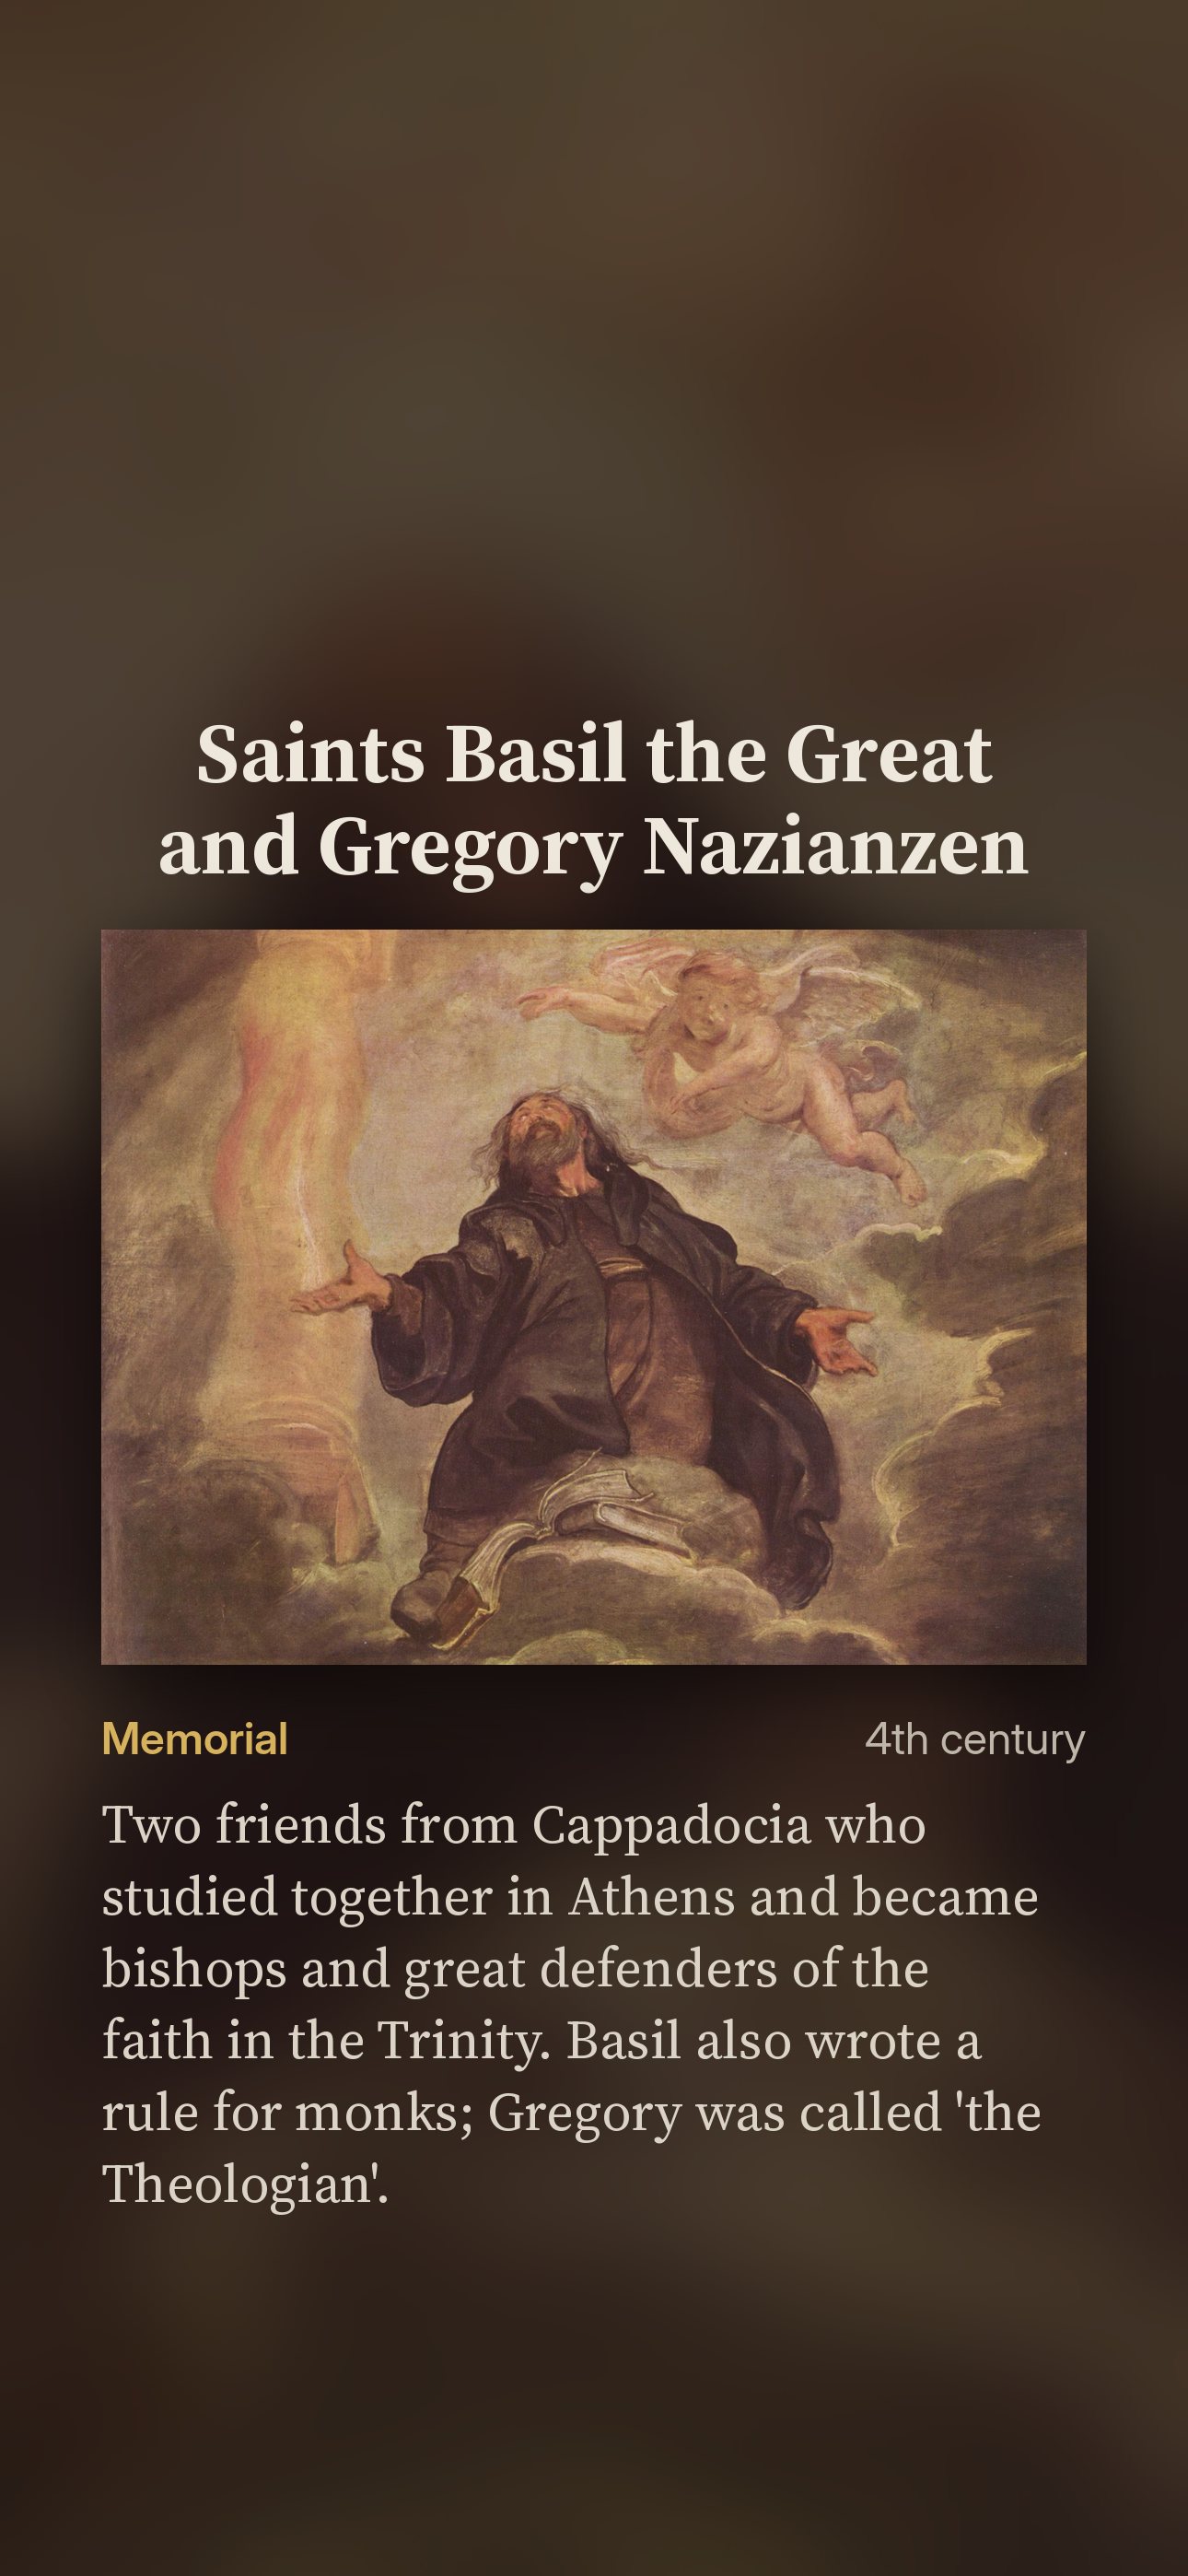 Saints Basil the Great
and Gregory Nazianzen
Memorial
4th century
Two friends from Cappadocia who
studied together in Athens and became
bishops and great defenders of the
faith in the Trinity. Basil also wrote a
rule for monks; Gregory was called 'the
Theologian'.